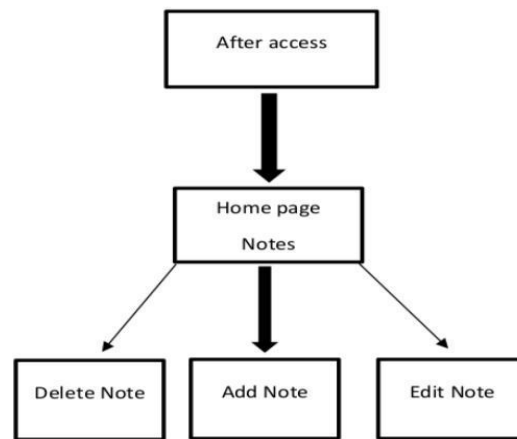 After access
Home page
Notes
Delete Note
Add Note
Edit Note